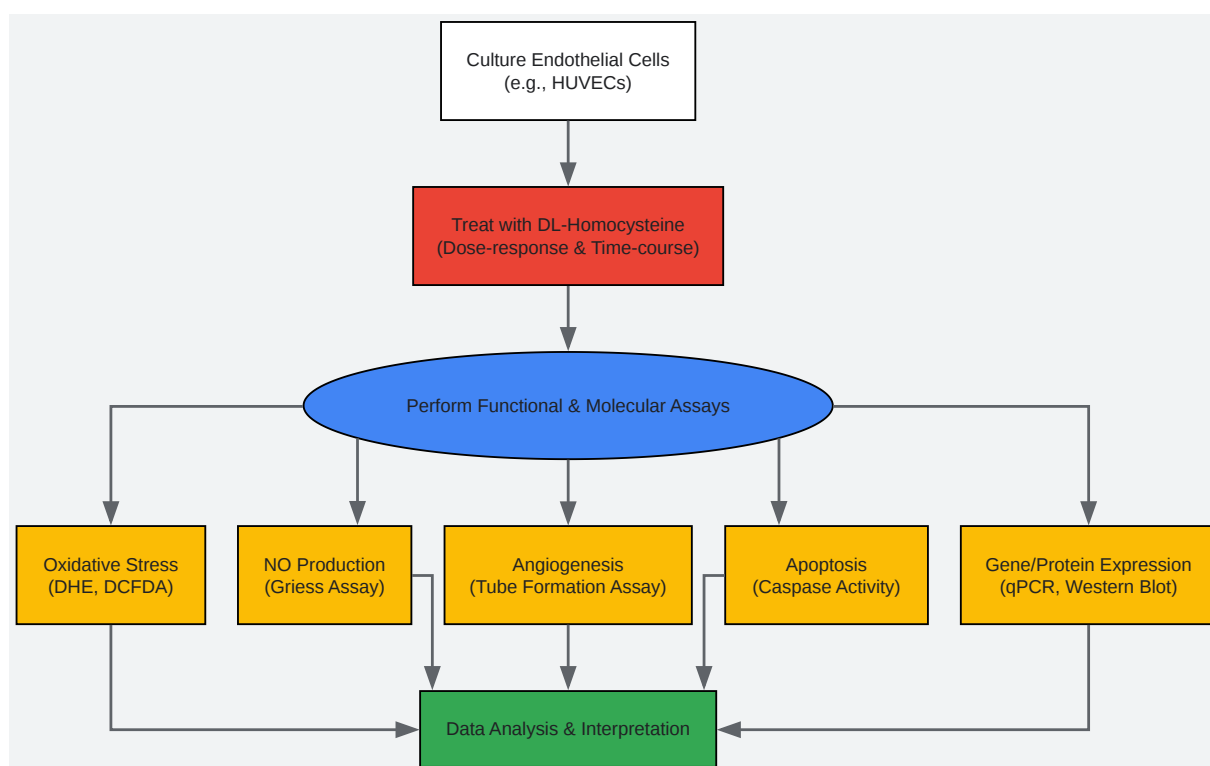 Culture Endothelial Cells
(e.g., HUVECs)
Treat with DL-Homocysteine
(Dose-response & Time-course)
Perform Functional & Molecular Assays
Oxidative Stress
(DHE, DCFDA)
NO Production
(Griess Assay)
Angiogenesis
(Tube Formation Assay)
Apoptosis
(Caspase Activity)
Gene/Protein Expression
(qPCR, Western Blot)
Data Analysis & Interpretation